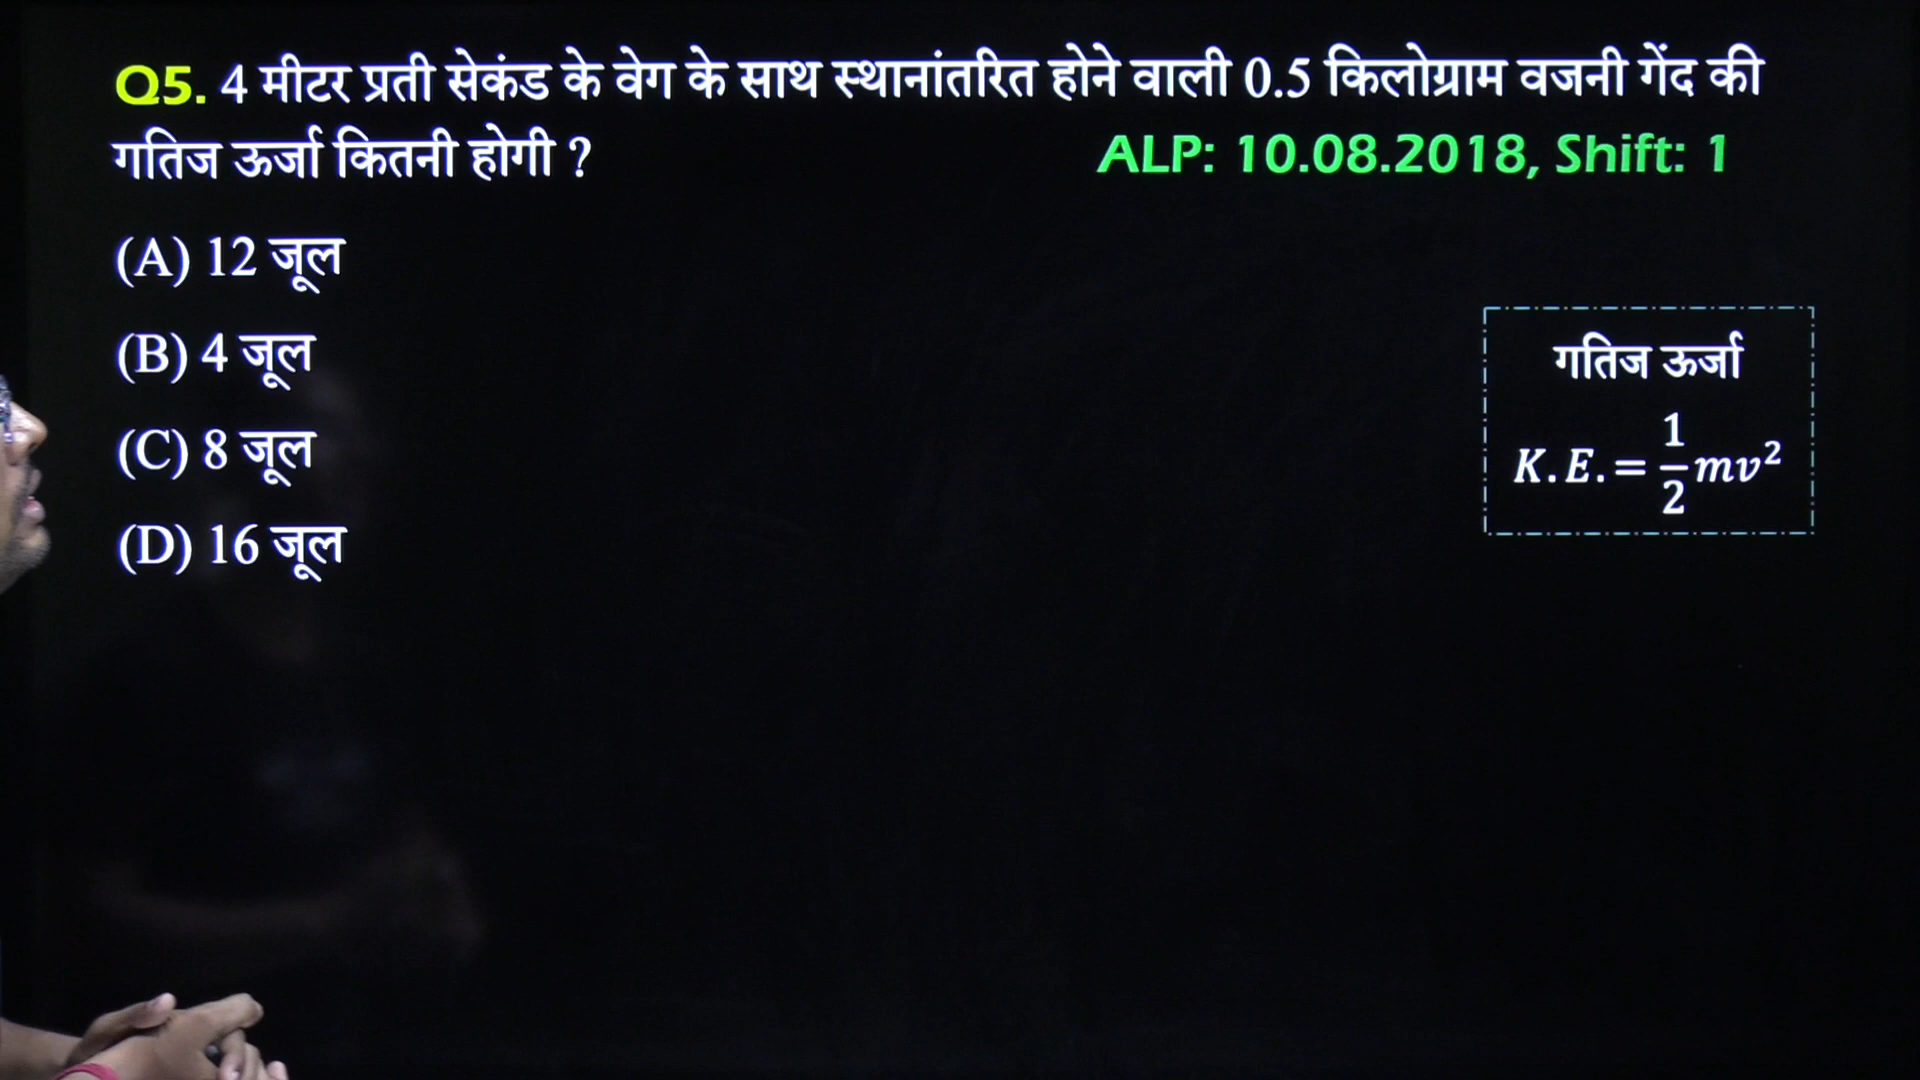 Q5. 4 मीटर प्रती सेकंड के वेग के साथ स्थानांतरित होने वाली 0.5 किलोग्राम वजनी गेंद की
गतिज ऊर्जा कितनी होगी ?
ALP: 10.08.2018, Shift: 1
(A) 12 जूल
(B) 4 जूल
(C) 8 जूल
(D) 16 जूल
गतिज ऊर्जा
K.E.= 1/2 mv²